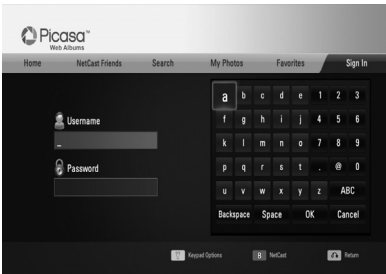 Picasa™
Web Albums
Home NetCast Friends Search My Photos Favorites Sign In
a b c d e 1 2 3
f g h i j 4 5 6
k l m n o 7 8 9
p q r s t . @ 0
u v w x y z ABC
Backspace Space OK Cancel
Username
_
Password
Keypad Options B NetCast Return